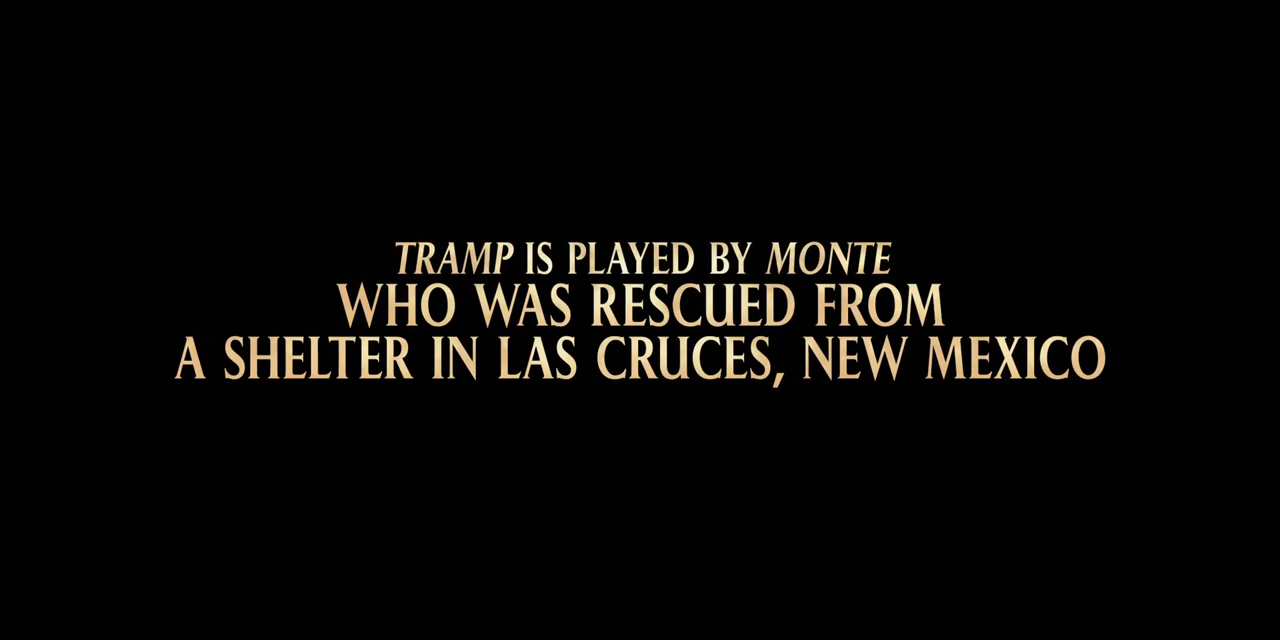 TRAMP IS PLAYED BY MONTE
WHO WAS RESCUED FROM
A SHELTER IN LAS CRUCES, NEW MEXICO